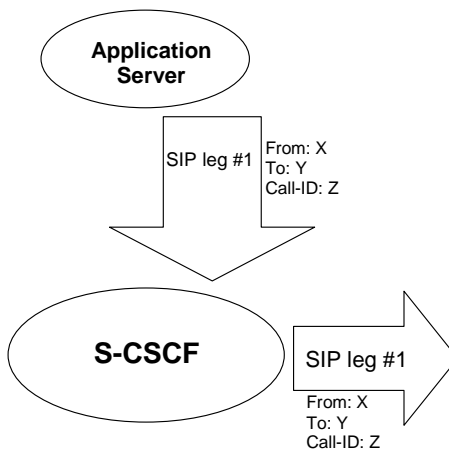 Application
Server
SIP leg #1
From: X
To: Y
Call-ID: Z
S-CSCF
SIP leg #1
From: X
To: Y
Call-ID: Z